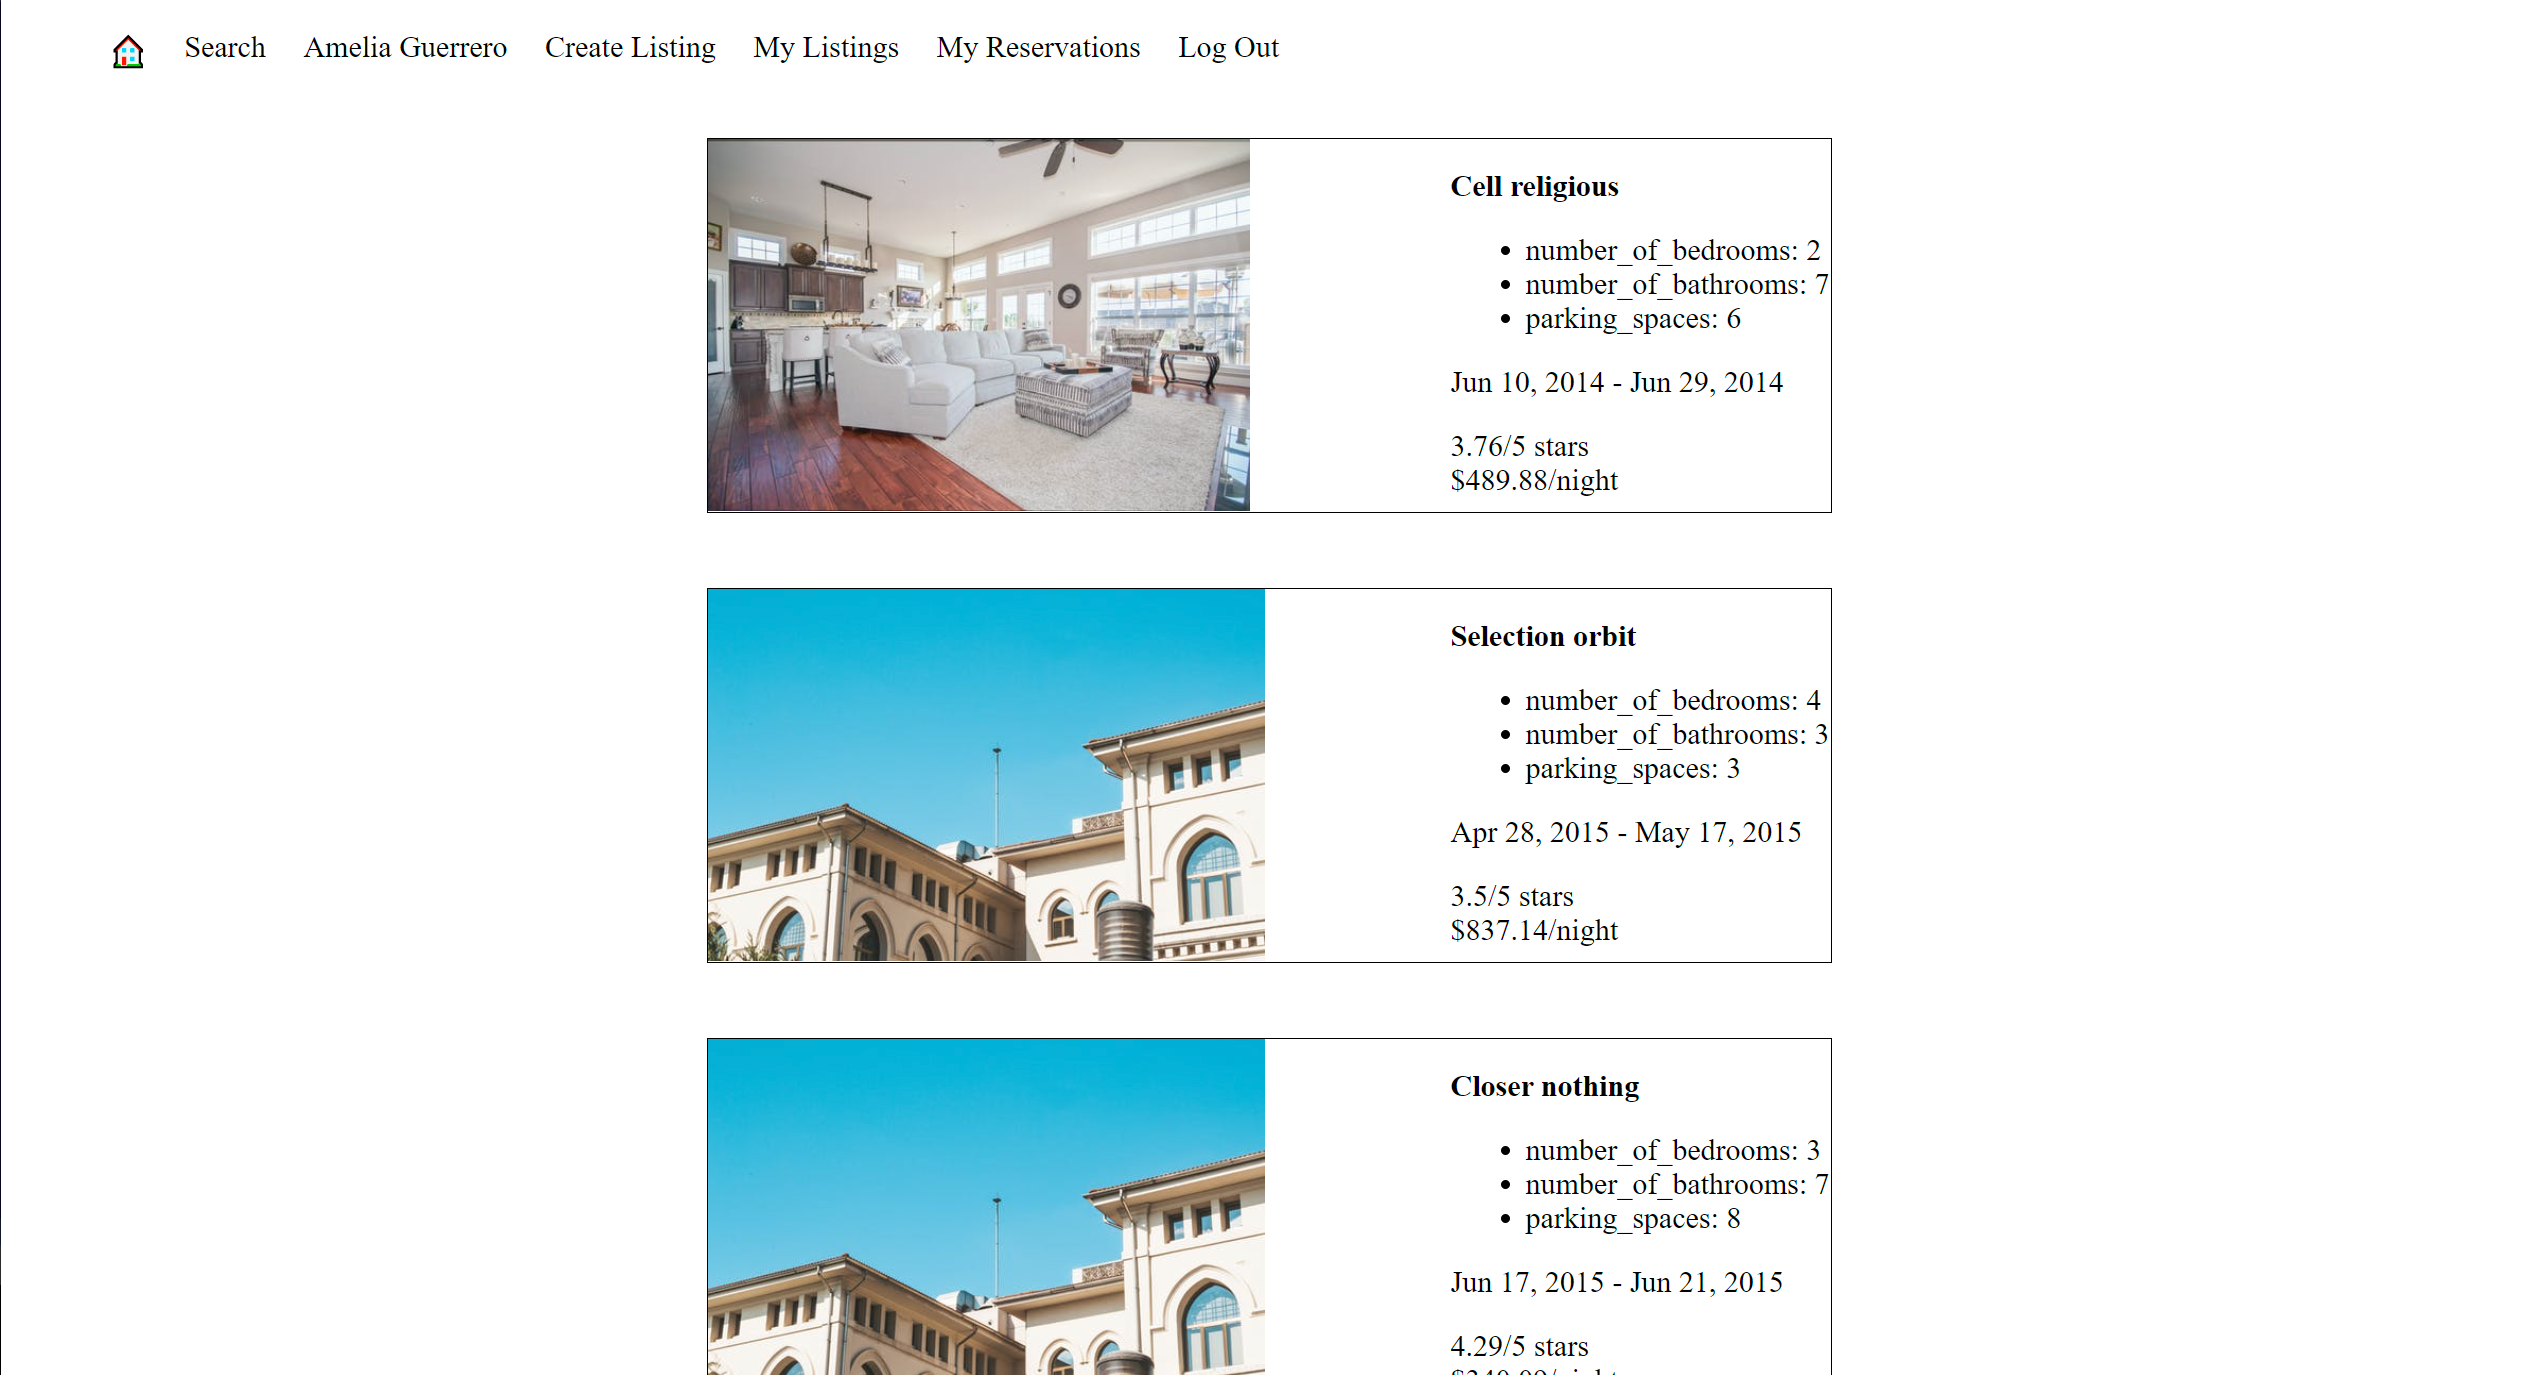 Search Amelia Guerrero Create Listing My Listings My Reservations Log Out
Cell religious
number_of_bedrooms: 2
number_of_bathrooms: 7
parking_spaces: 6
Jun 10, 2014 - Jun 29, 2014
3.76/5 stars
$489.88/night
Selection orbit
number_of_bedrooms: 4
number_of_bathrooms: 3
parking_spaces: 3
Apr 28, 2015 - May 17, 2015
3.5/5 stars
$837.14/night
Closer nothing
number_of_bedrooms: 3
number_of_bathrooms: 7
parking_spaces: 8
Jun 17, 2015 - Jun 21, 2015
4.29/5 stars